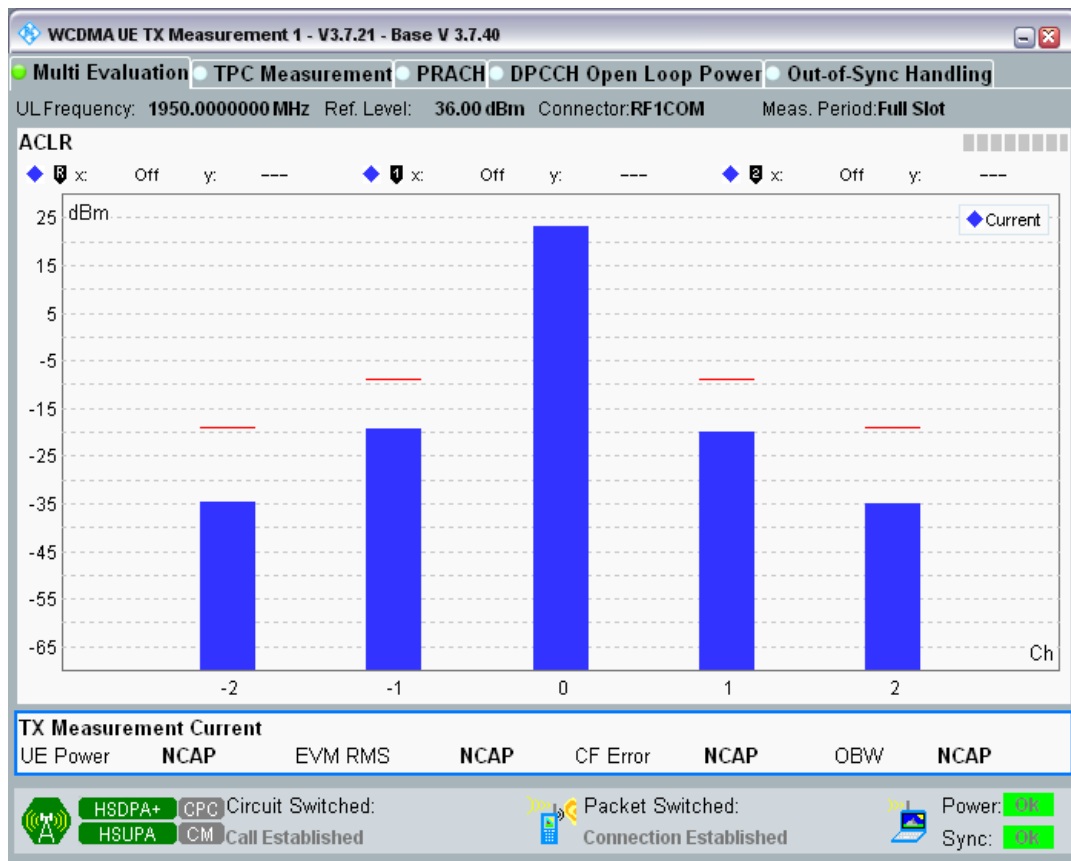 WCDMA UE TX Measurement 1 - V3.7.21 - Base V 3.7.40
Multi Evaluation TPC Measurement PRACH DPCCH Open Loop Power Out-of-Sync Handling
UL Frequency: 1950.0000000 MHz Ref. Level: 36.00 dBm Connector: RF1COM Meas. Period: Full Slot
ACLR
R x: Off y: --- 1 x: Off y: --- 2 x: Off y: ---
dBm
Current
25
15
5
-5
-15
-25
-35
-45
-55
-65
Ch
-2 -1 0 1 2
TX Measurement Current
UE Power NCAP EVM RMS NCAP CF Error NCAP OBW NCAP
HSDPA+ CPC Circuit Switched: Packet Switched: Power: OK
HSUPA CM Call Established Connection Established Sync: OK